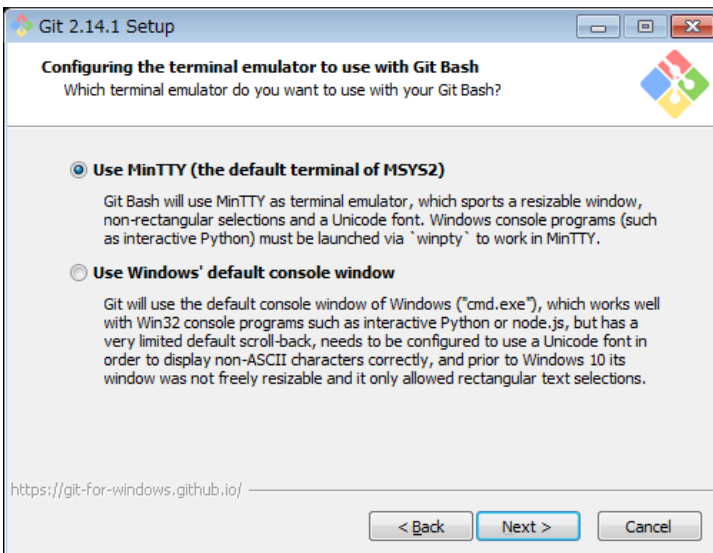 Git 2.14.1 Setup
Configuring the terminal emulator to use with Git Bash
Which terminal emulator do you want to use with your Git Bash?
Use MinTTY (the default terminal of MSYS2)
Git Bash will use MinTTY as terminal emulator, which sports a resizable window,
non-rectangular selections and a Unicode font. Windows console programs (such
as interactive Python) must be launched via `winpty` to work in MinTTY.
Use Windows' default console window
Git will use the default console window of Windows ("cmd.exe"), which works well
with Win32 console programs such as interactive Python or node.js, but has a
very limited default scroll-back, needs to be configured to use a Unicode font in
order to display non-ASCII characters correctly, and prior to Windows 10 its
window was not freely resizable and it only allowed rectangular text selections.
https://git-for-windows.github.io/
< Back Next > Cancel